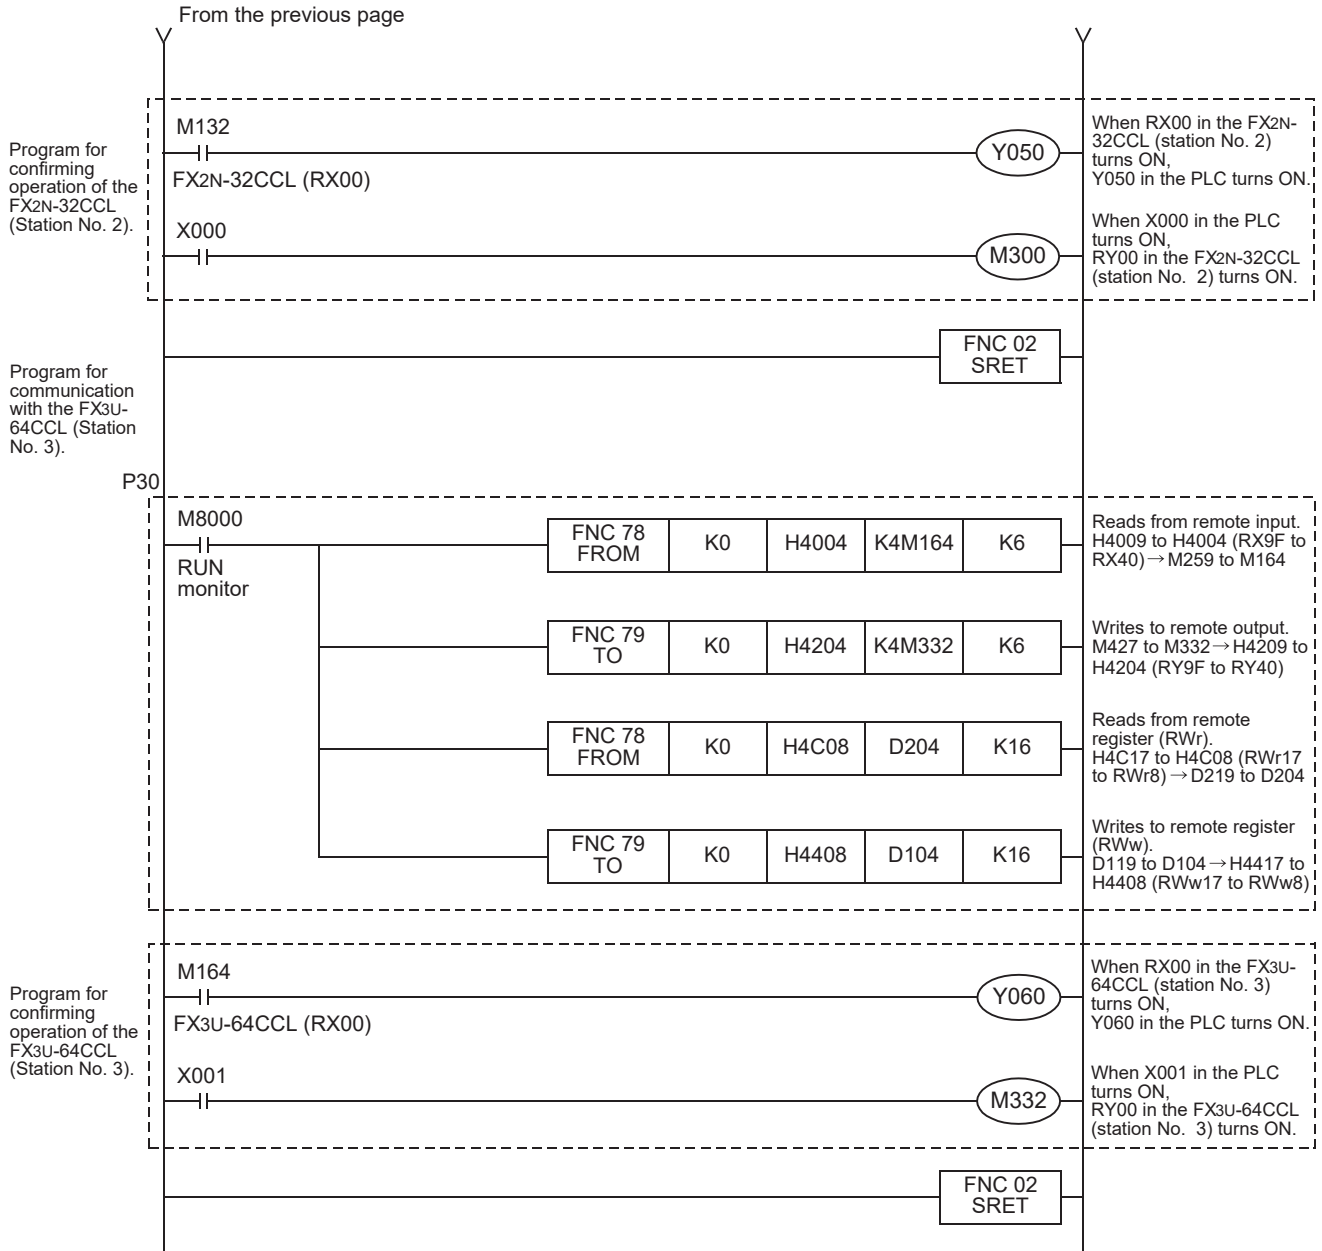 From the previous page
Program for
confirming
operation of the
FX2N-32CCL
(Station No. 2).
M132
FX2N-32CCL (RX00)
Y050
When RX00 in the FX2N-
32CCL (station No. 2)
turns ON,
Y050 in the PLC turns ON.
X000
M300
When X000 in the PLC
turns ON,
RY00 in the FX2N-32CCL
(station No. 2) turns ON.
FNC 02
SRET
Program for
communication
with the FX3U-
64CCL (Station
No. 3).
P30
M8000
RUN
monitor
FNC 78
FROM
K0
H4004
K4M164
K6
Reads from remote input.
H4009 to H4004 (RX9F to
RX40)→M259 to M164
FNC 79
TO
K0
H4204
K4M332
K6
Writes to remote output.
M427 to M332→H4209 to
H4204 (RY9F to RY40)
FNC 78
FROM
K0
H4C08
D204
K16
Reads from remote
register (RWr).
H4C17 to H4C08 (RWr17
to RWr8)→D219 to D204
FNC 79
TO
K0
H4408
D104
K16
Writes to remote register
(RWw).
D119 to D104→H4417 to
H4408 (RWw17 to RWw8)
Program for
confirming
operation of the
FX3U-64CCL
(Station No. 3).
M164
FX3U-64CCL (RX00)
Y060
When RX00 in the FX3U-
64CCL (station No. 3)
turns ON,
Y060 in the PLC turns ON.
X001
M332
When X001 in the PLC
turns ON,
RY00 in the FX3U-64CCL
(station No. 3) turns ON.
FNC 02
SRET